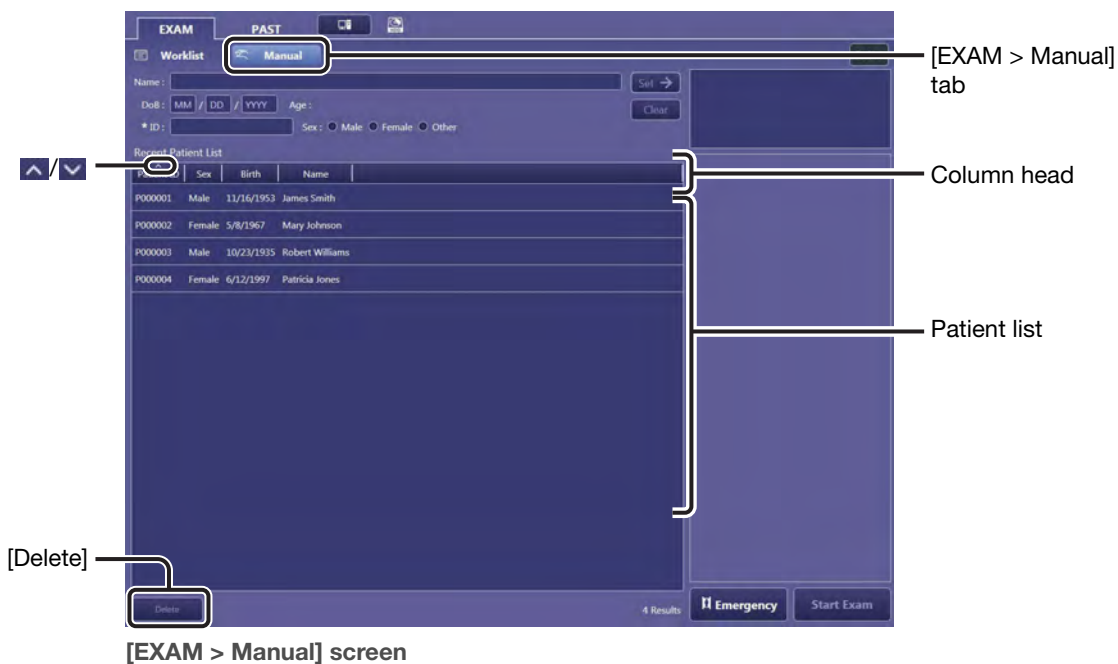 EXAM PAST
Worklist Manual
[EXAM > Manual]
tab
Name :
Set →
DoB : MM / DD / YYYY Age :
Clear
* ID : Sex : Male Female Other
Recent Patient List
/
Sex Birth Name
Column head
P000001 Male 11/16/1953 James Smith
P000002 Female 5/8/1967 Mary Johnson
P000003 Male 10/23/1935 Robert Williams
P000004 Female 6/12/1997 Patricia Jones
Patient list
[Delete]
Delete
4 Results
Emergency
Start Exam
[EXAM > Manual] screen